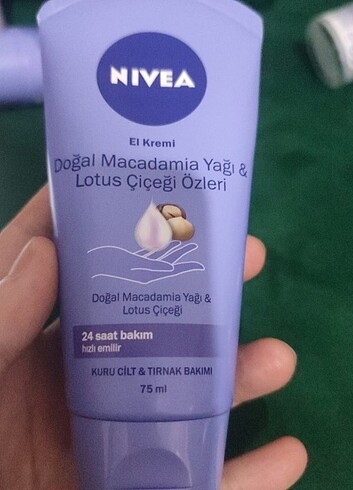 NIVEA
El Kremi
Doğal Macadamia Yağı &
Lotus Çiçeği Özleri
Doğal Macadamia Yağı &
Lotus Çiçeği
24 saat bakım
hızlı emilir
KURU CİLT & TIRNAK BAKIMI
75 ml